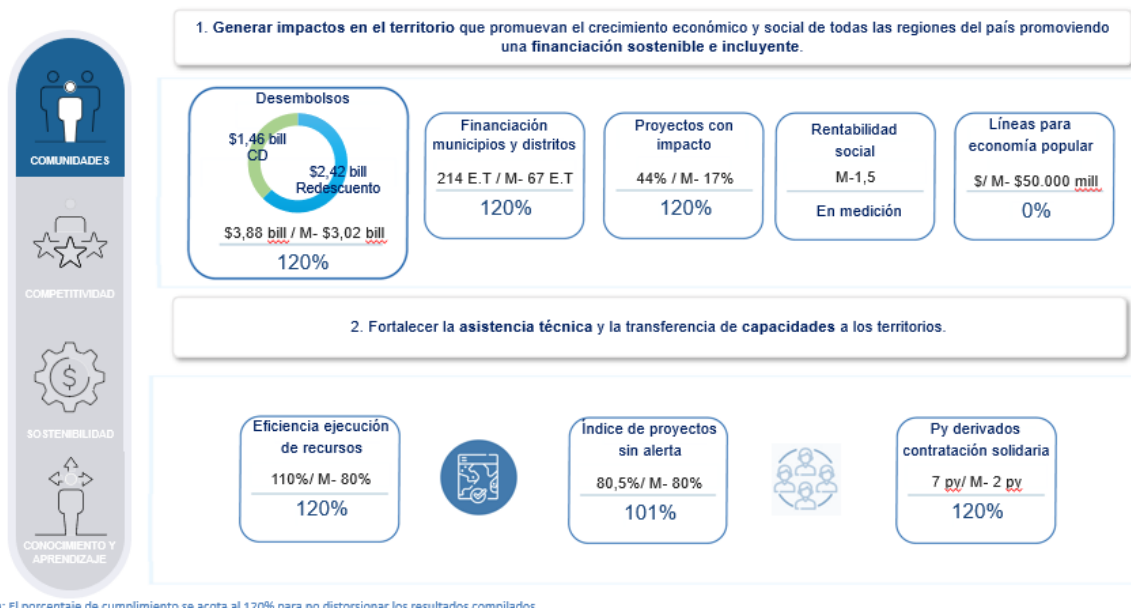 1. Generar impactos en el territorio que promuevan el crecimiento económico y social de todas las regiones del país promoviendo
una financiación sostenible e incluyente.
COMUNIDADES
COMPETITIVIDAD
SOSTENIBILIDAD
CONOCIMIENTO Y
APRENDIZAJE
Desembolsos
$1,46 bill
CD
$2,42 bill
Redescuento
$3,88 bill / M- $3,02 bill
120%
Financiación
municipios y distritos
214 E.T / M- 67 E.T
120%
Proyectos con
impacto
44% / M- 17%
120%
Rentabilidad
social
M-1,5
En medición
Líneas para
economía popular
$/ M- $50.000 mill
0%
2. Fortalecer la asistencia técnica y la transferencia de capacidades a los territorios.
Eficiencia ejecución
de recursos
110%/ M- 80%
120%
Índice de proyectos
sin alerta
80,5%/ M- 80%
101%
Py derivados
contratación solidaria
7 py/ M- 2 py
120%
: El porcentaje de cumplimiento se acota al 120% para no distorsionar los resultados compilados